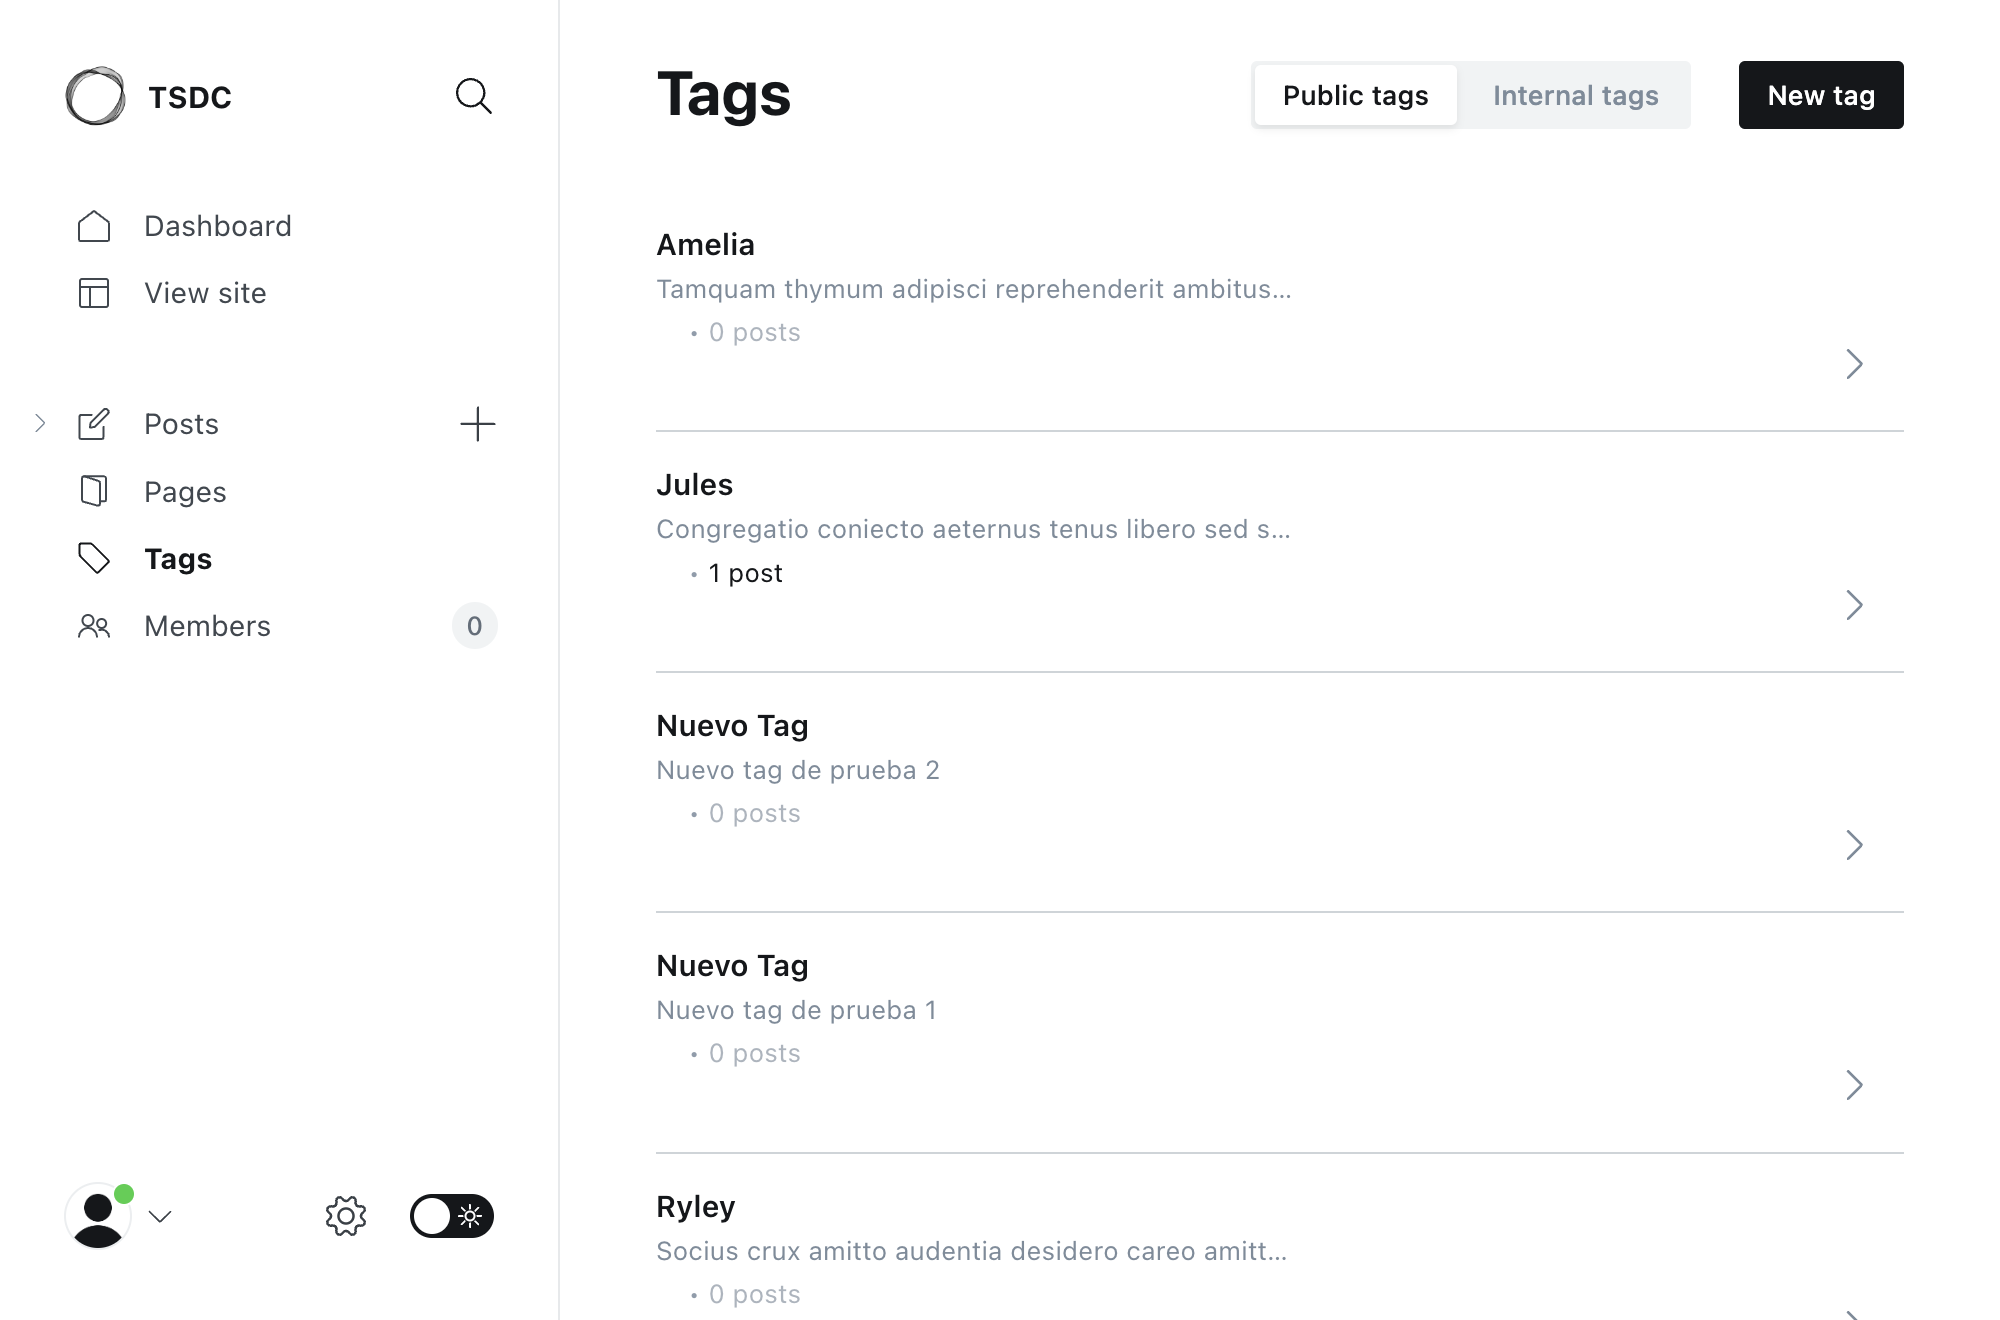 TSDC
Dashboard
View site
Posts
Pages
Tags
Members
0
Tags
Public tags
Internal tags
New tag
Amelia
Tamquam thymum adipisci reprehenderit ambitus...
• 0 posts
Jules
Congregatio coniecto aeternus tenus libero sed s...
• 1 post
Nuevo Tag
Nuevo tag de prueba 2
• 0 posts
Nuevo Tag
Nuevo tag de prueba 1
• 0 posts
Ryley
Socius crux amitto audentia desidero careo amitt...
• 0 posts